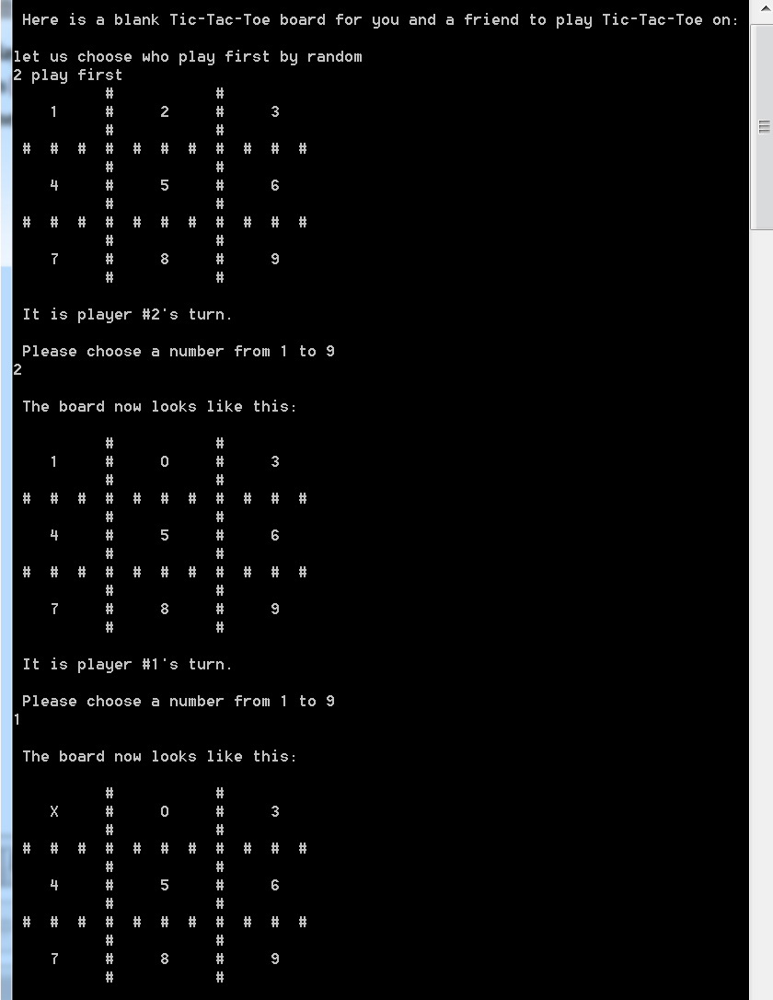 Here is a blank Tic-Tac-Toe board for you and a friend to play Tic-Tac-Toe on:
let us choose who play first by random
2 play first
# #
1 # 2 # 3
# #
# # # # # # # # # # #
# #
4 # 5 # 6
# #
# # # # # # # # # # #
# #
7 # 8 # 9
# #
It is player #2's turn.
Please choose a number from 1 to 9
2
The board now looks like this:
# #
1 # O # 3
# #
# # # # # # # # # # #
# #
4 # 5 # 6
# #
# # # # # # # # # # #
# #
7 # 8 # 9
# #
It is player #1's turn.
Please choose a number from 1 to 9
1
The board now looks like this:
# #
X # O # 3
# #
# # # # # # # # # # #
# #
4 # 5 # 6
# #
# # # # # # # # # # #
# #
7 # 8 # 9
# #